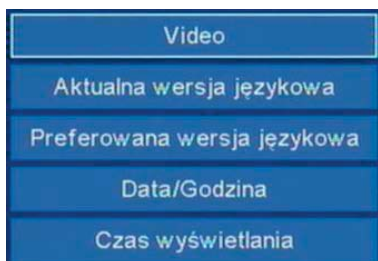 Video
Aktualna wersja językowa
Preferowana wersja językowa
Data/Godzina
Czas wyświetlania